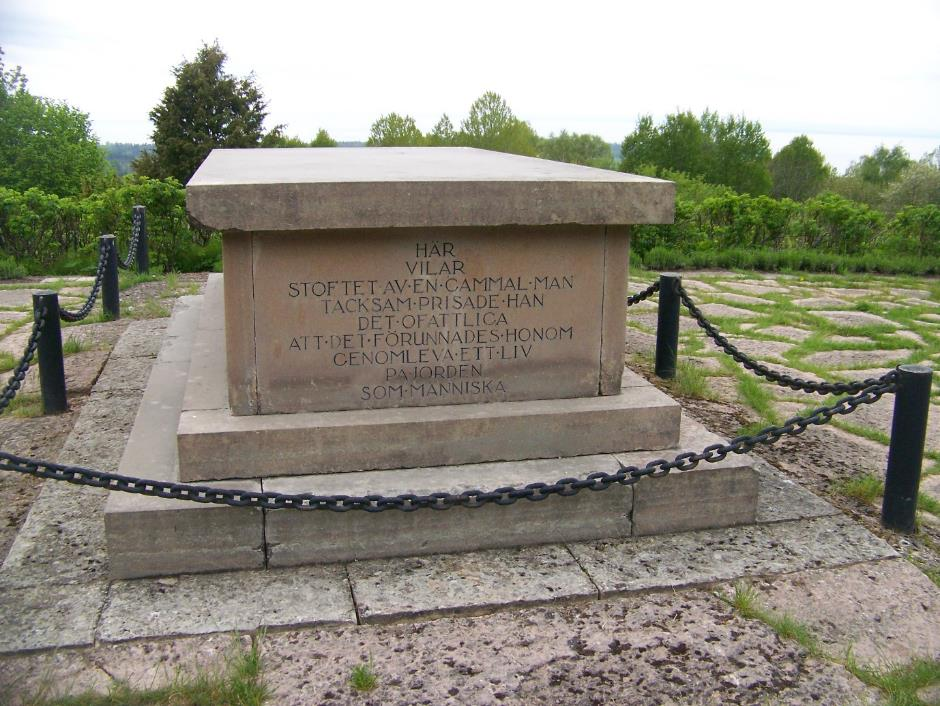 HÄR
VILAR
STOFTET·AV·EN·GAMMAL·MAN
TACKSAM·PRISADE·HAN
DET·OFATTLIGA
ATT·DET·FÖRUNNADES·HONOM
GENOMLEVA·ETT·LIV
PÅ·JORDEN
SOM·MÄNNISKA